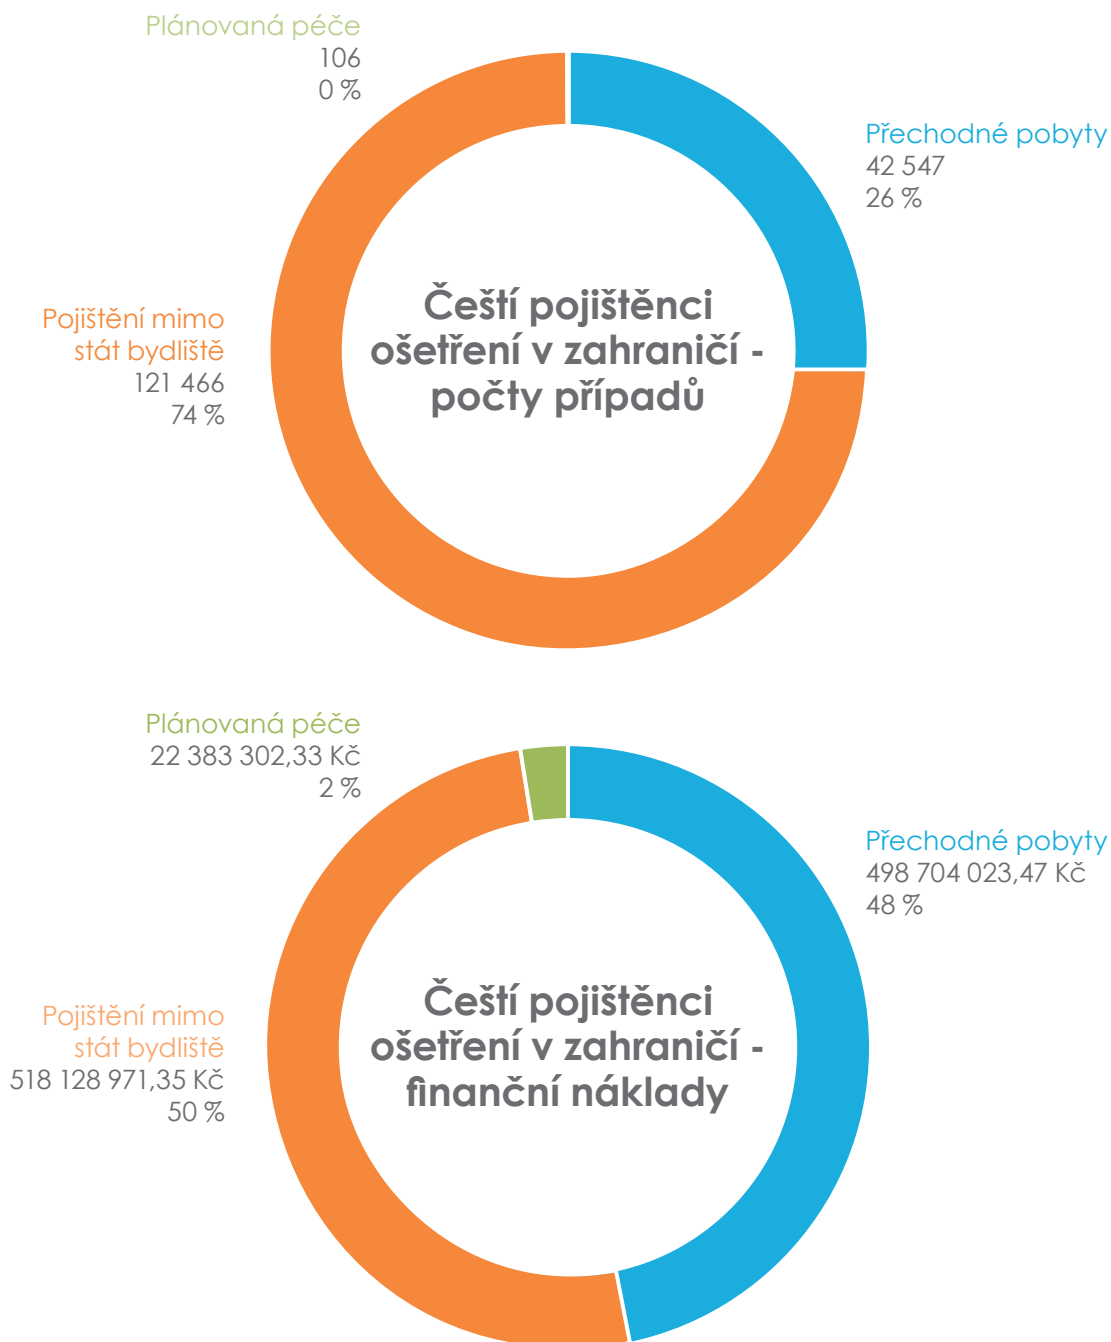 Plánovaná péče
106
0 %
Přechodné pobyty
42 547
26 %
Pojištění mimo
stát bydliště
121 466
74 %
Čeští pojištěnci
ošetření v zahraničí -
počty případů
Plánovaná péče
22 383 302,33 Kč
2 %
Přechodné pobyty
498 704 023,47 Kč
48 %
Pojištění mimo
stát bydliště
518 128 971,35 Kč
50 %
Čeští pojištěnci
ošetření v zahraničí -
finanční náklady